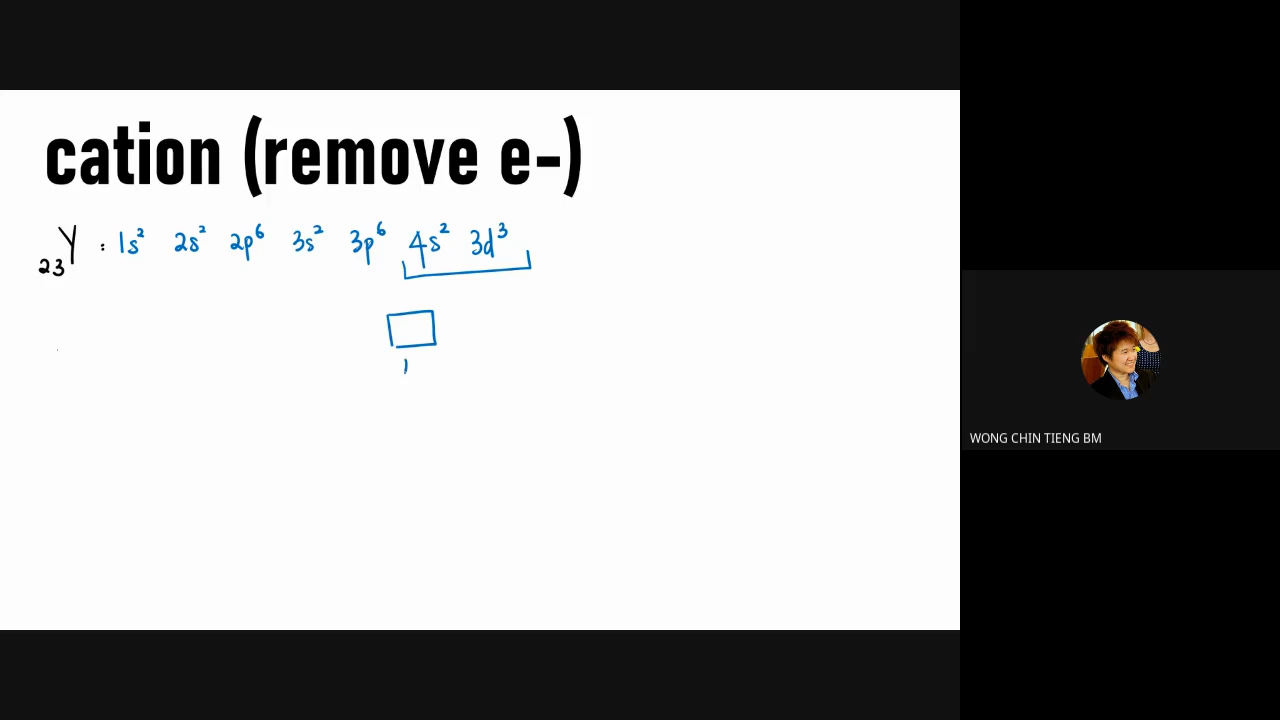 cation (remove e-)
₂₃Y : 1s² 2s² 2p⁶ 3s² 3p⁶ 4s² 3d³
WONG CHIN TIENG BM